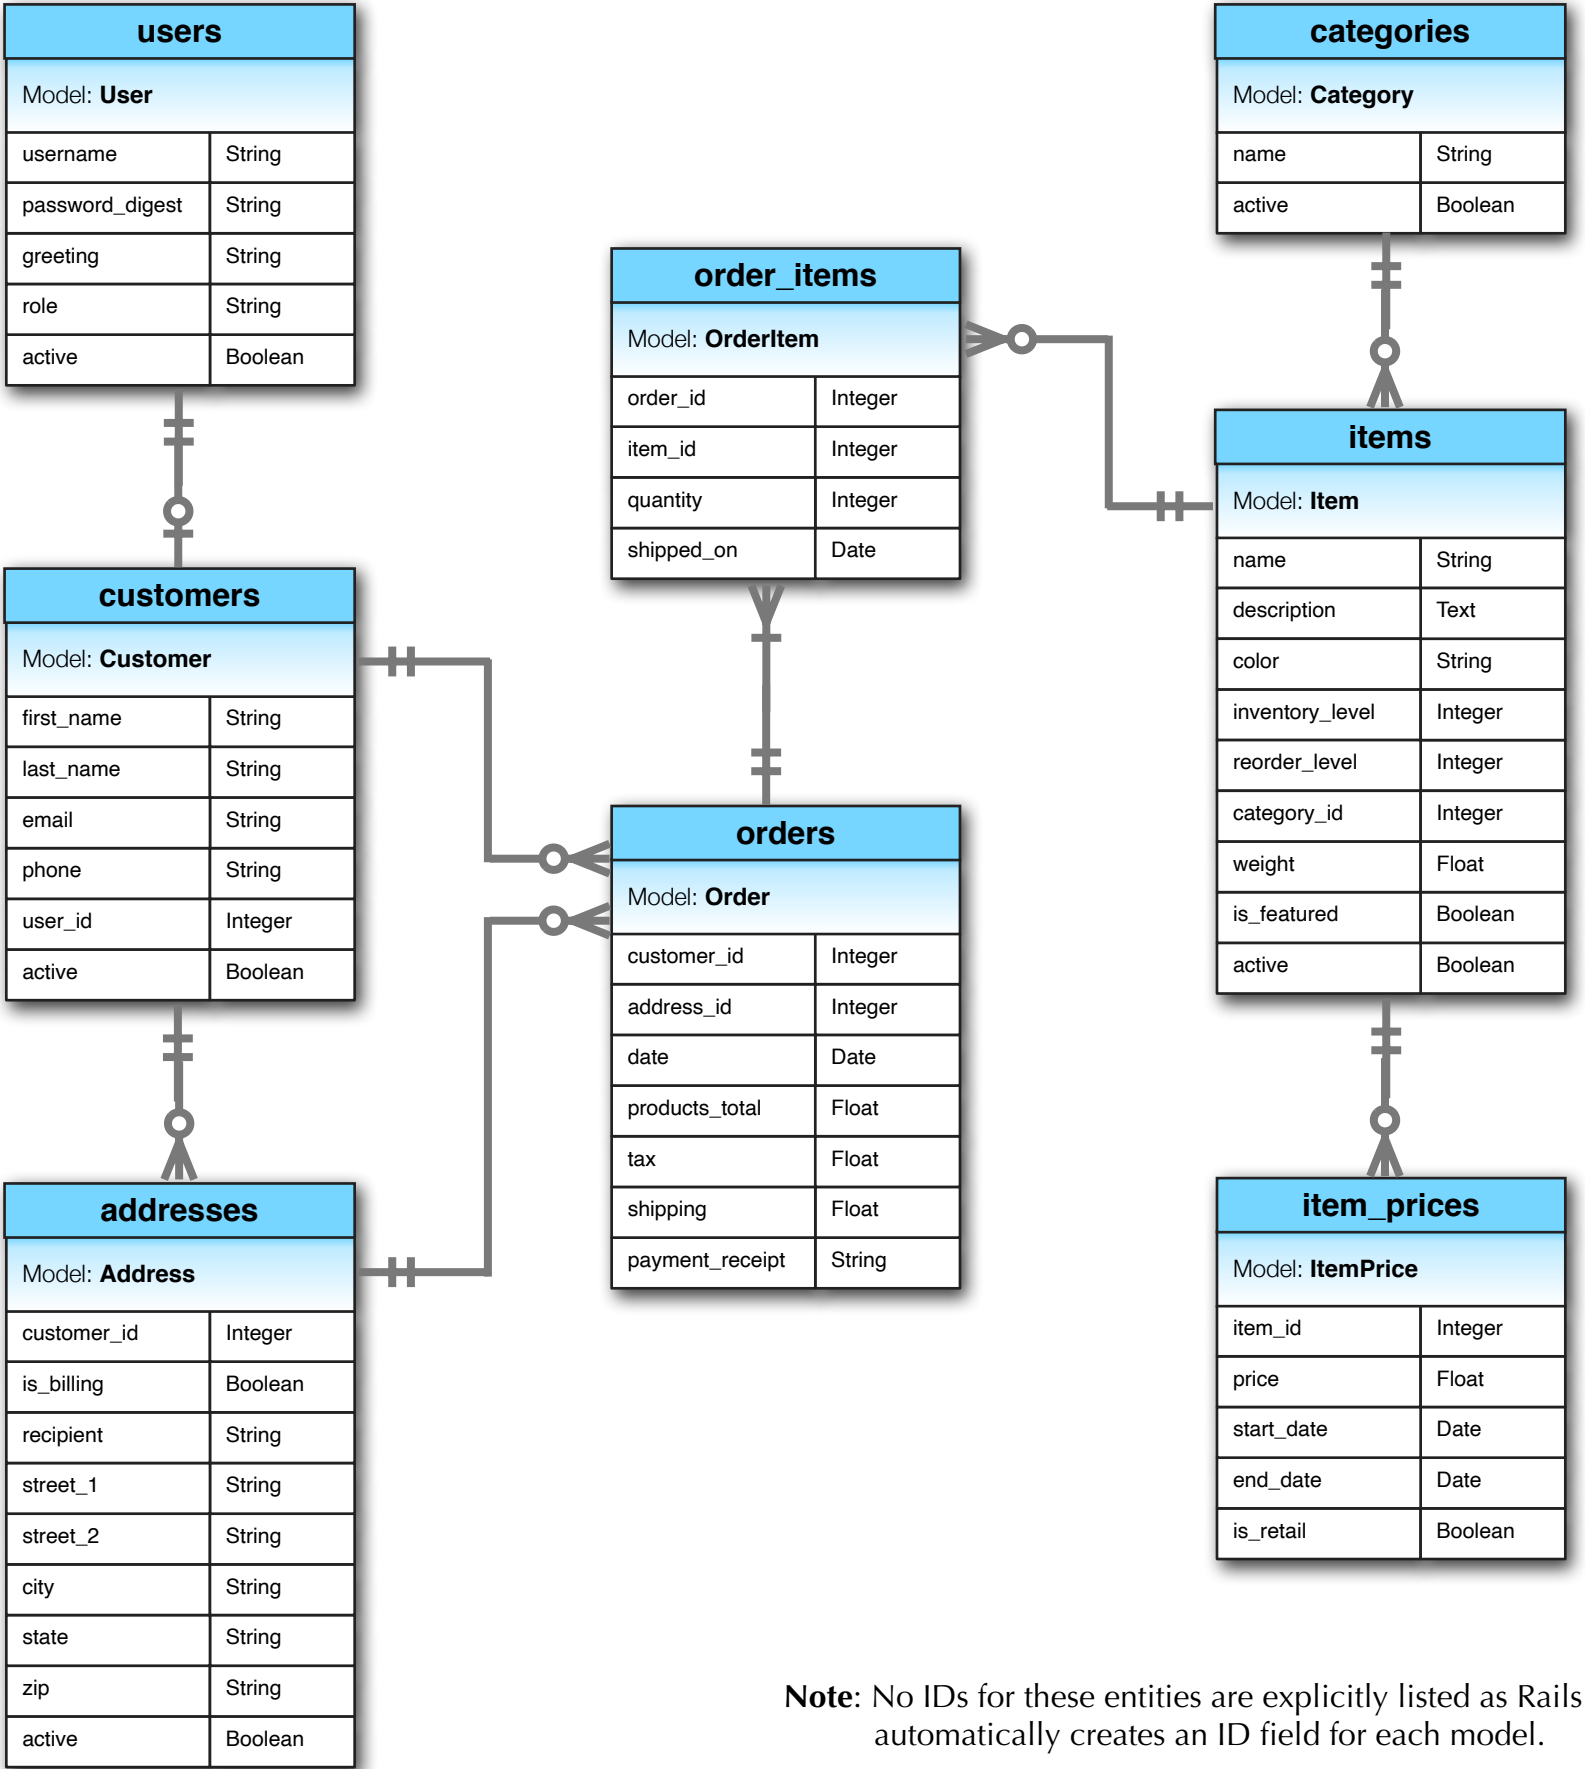 users
Model: User
username String
password_digest String
greeting String
role String
active Boolean
customers
Model: Customer
first_name String
last_name String
email String
phone String
user_id Integer
active Boolean
addresses
Model: Address
customer_id Integer
is_billing Boolean
recipient String
street_1 String
street_2 String
city String
state String
zip String
active Boolean
order_items
Model: OrderItem
order_id Integer
item_id Integer
quantity Integer
shipped_on Date
orders
Model: Order
customer_id Integer
address_id Integer
date Date
products_total Float
tax Float
shipping Float
payment_receipt String
categories
Model: Category
name String
active Boolean
items
Model: Item
name String
description Text
color String
inventory_level Integer
reorder_level Integer
category_id Integer
weight Float
is_featured Boolean
active Boolean
item_prices
Model: ItemPrice
item_id Integer
price Float
start_date Date
end_date Date
is_retail Boolean
Note: No IDs for these entities are explicitly listed as Rails
automatically creates an ID field for each model.